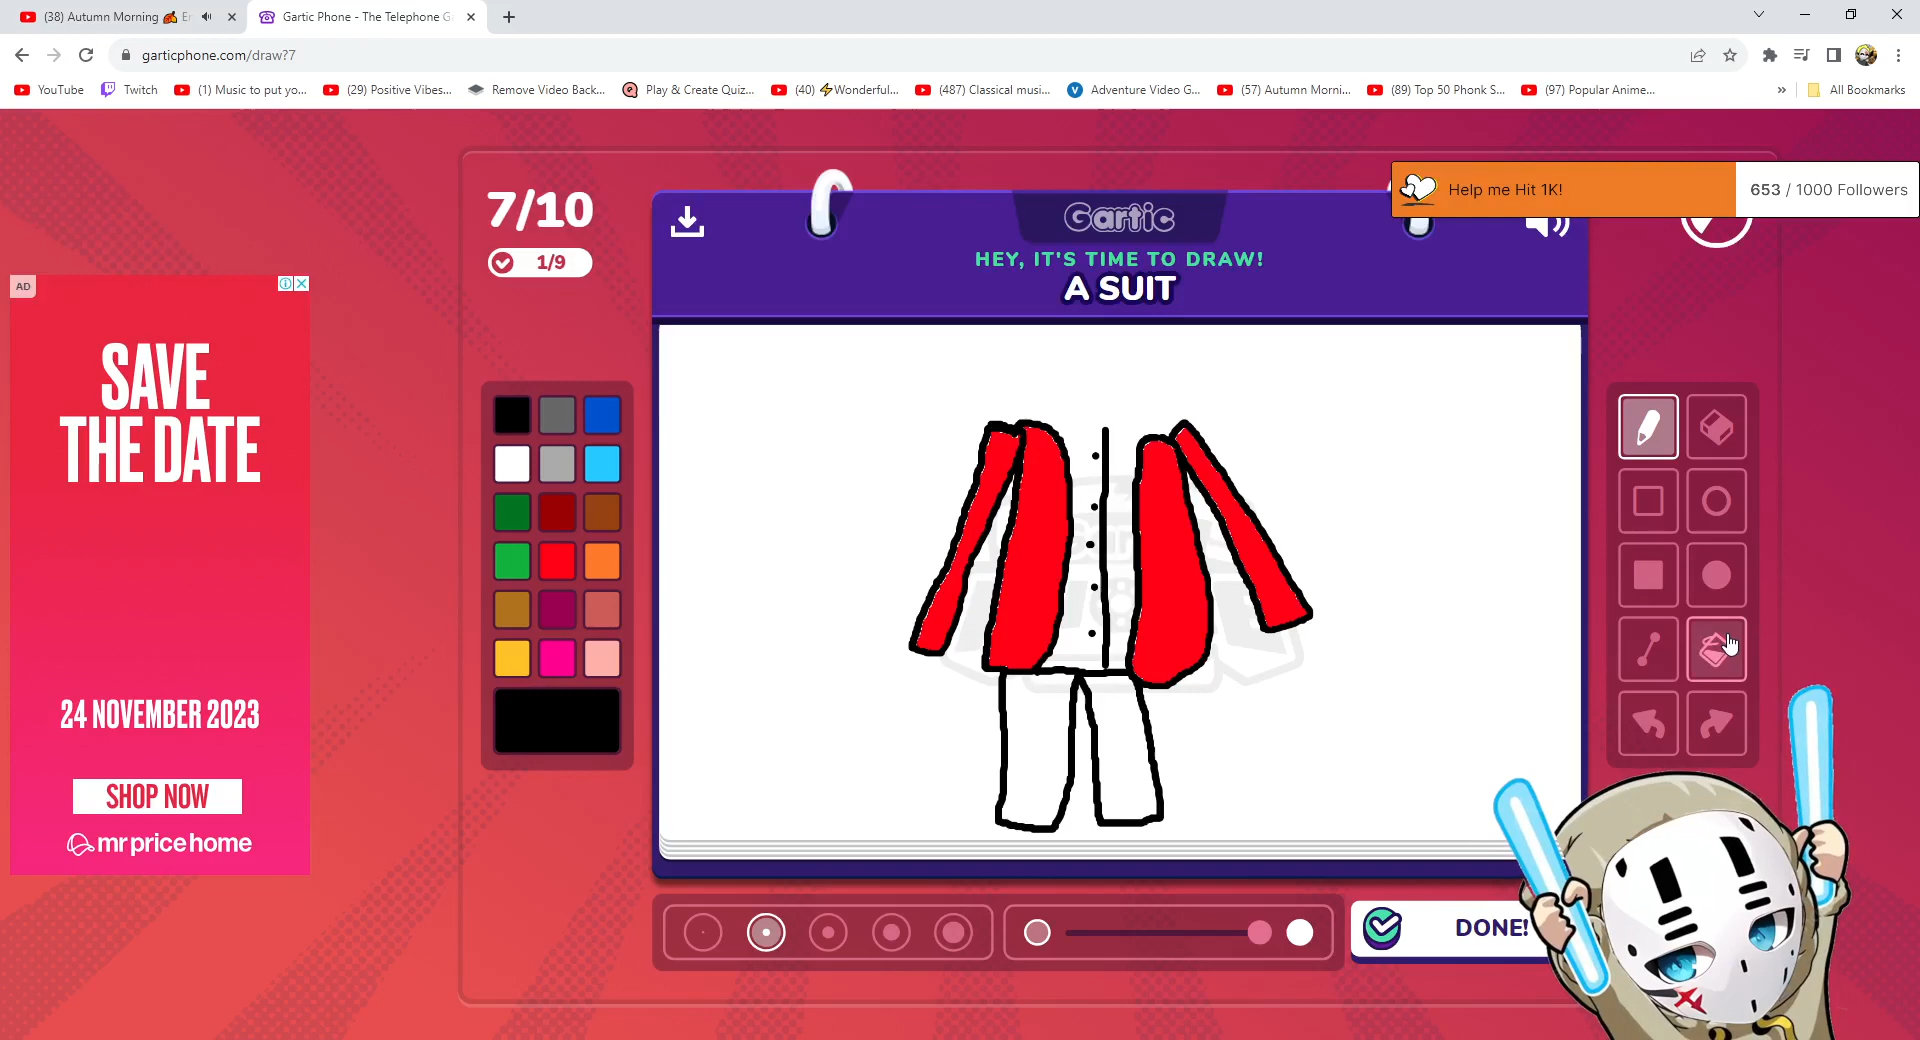 (38) Autumn Morning 🍂 E
Gartic Phone - The Telephone G
garticphone.com/draw?7
YouTube
Twitch
(1) Music to put yo...
(29) Positive Vibes...
Remove Video Back...
Play & Create Quiz...
(40) ⚡Wonderful...
(487) Classical musi...
Adventure Video G...
(57) Autumn Morni...
(89) Top 50 Phonk S...
(97) Popular Anime...
»
All Bookmarks
7/10
1/9
Gartic
HEY, IT'S TIME TO DRAW!
A SUIT
Help me Hit 1K!
653 / 1000 Followers
AD
SAVE
THE DATE
24 NOVEMBER 2023
SHOP NOW
mr price home
DONE!